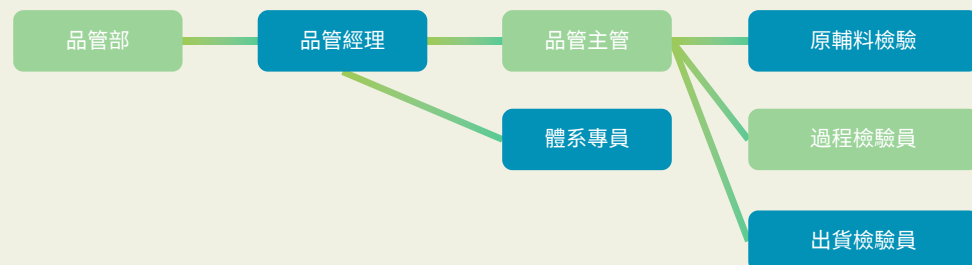 品管部
品管經理
品管主管
原輔料檢驗
體系專員
過程檢驗員
出貨檢驗員